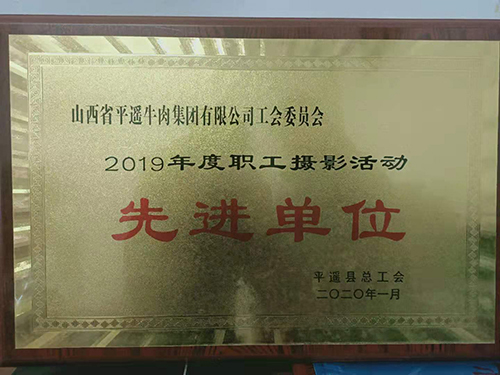 山西省平遥牛肉集团有限公司工会委员会
2019年度职工摄影活动
先进单位
平遥县总工会
二〇二〇年一月